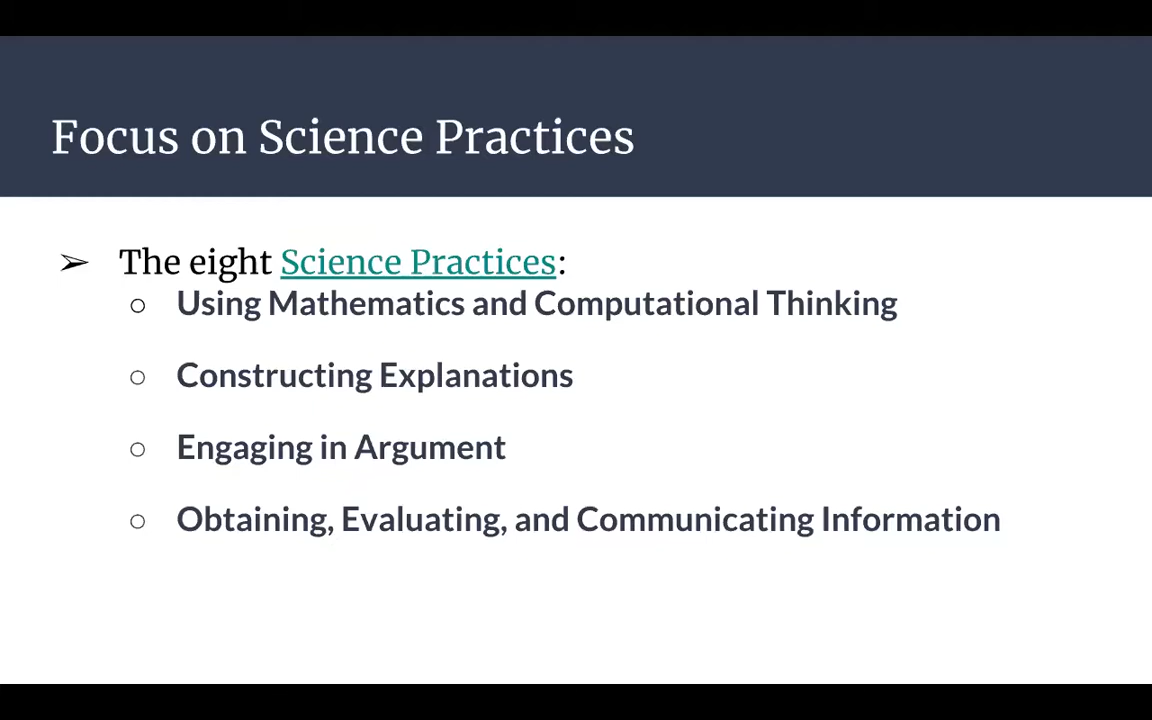 Focus on Science Practices
➢ The eight Science Practices:
○ Using Mathematics and Computational Thinking
○ Constructing Explanations
○ Engaging in Argument
○ Obtaining, Evaluating, and Communicating Information